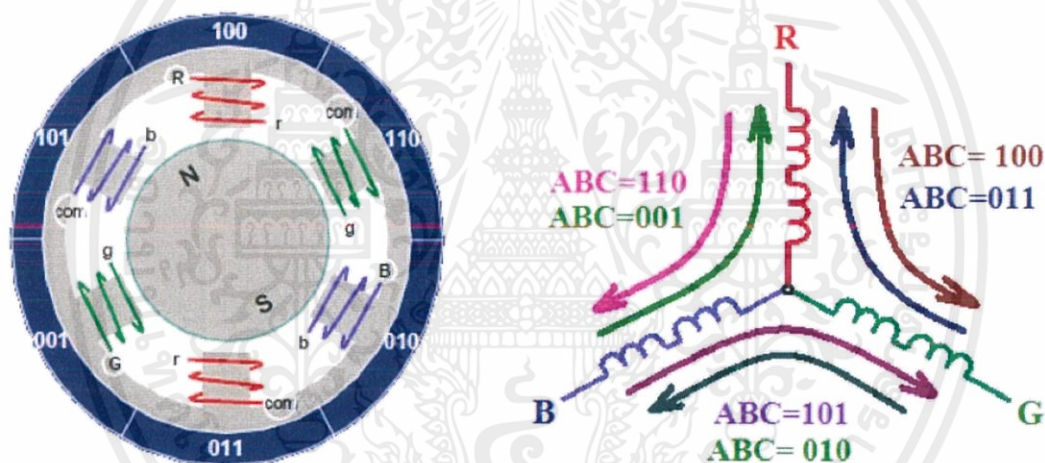 100
R
r
com
110
g
B
010
b
com
r
011
G
001
g
com
101
b
N
S
R
ABC=110
ABC=001
ABC= 100
ABC=011
B
G
ABC=101
ABC= 010